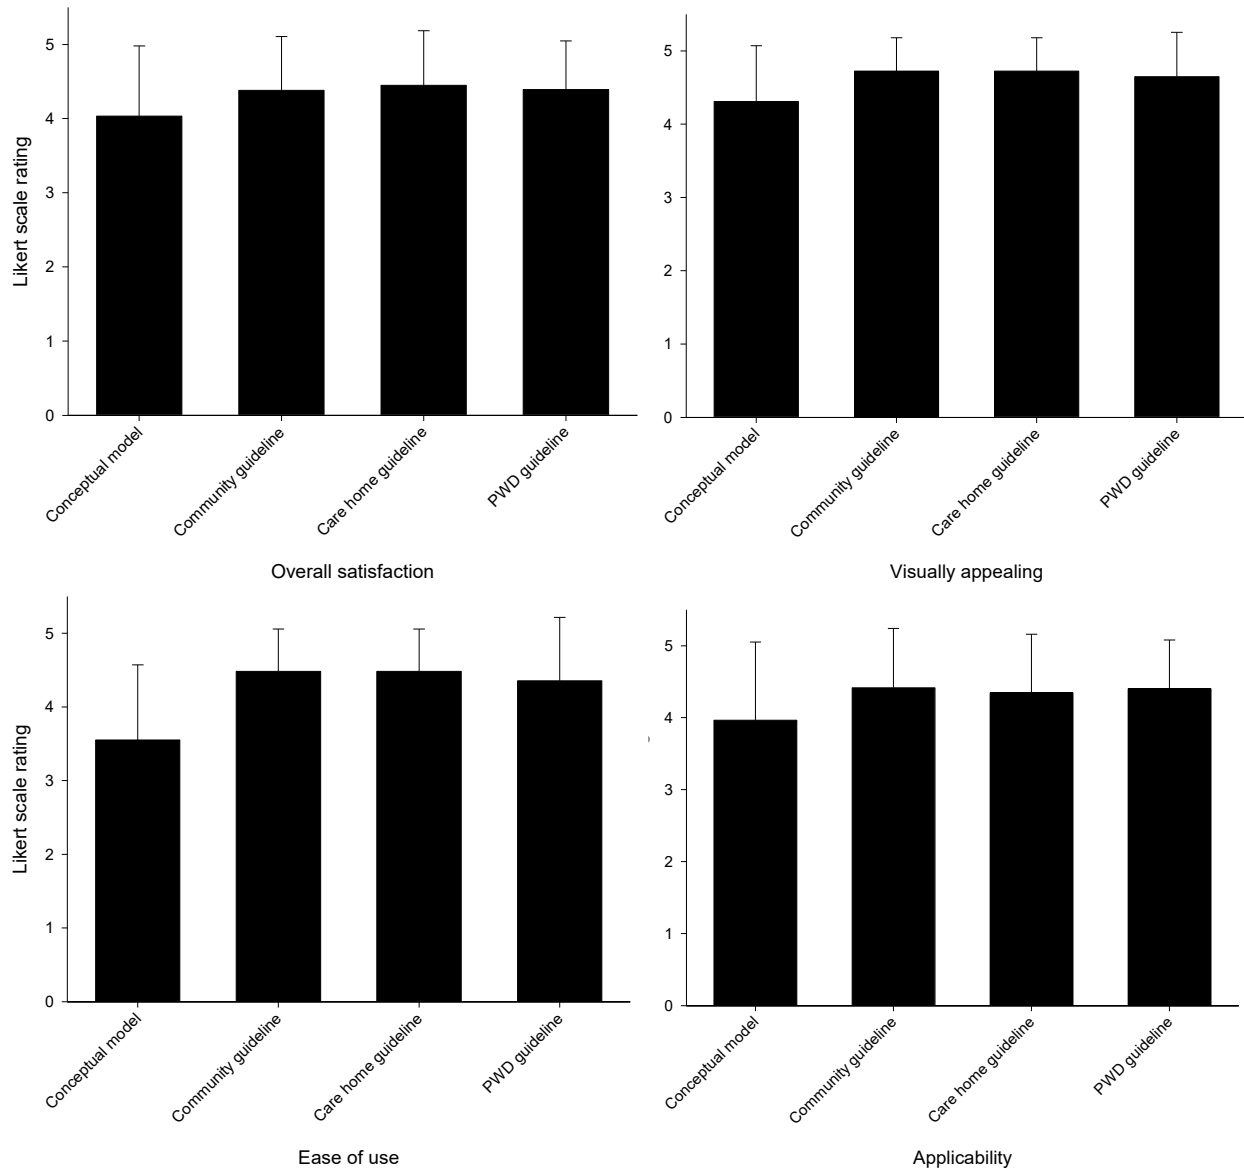 5
4
3
2
1
0
Likert scale rating
Conceptual model
Community guideline
Care home guideline
PWD guideline
Overall satisfaction
5
4
3
2
1
0
Conceptual model
Community guideline
Care home guideline
PWD guideline
Visually appealing
5
4
3
2
1
0
Likert scale rating
Conceptual model
Community guideline
Care home guideline
PWD guideline
Ease of use
5
4
3
2
1
0
Conceptual model
Community guideline
Care home guideline
PWD guideline
Applicability